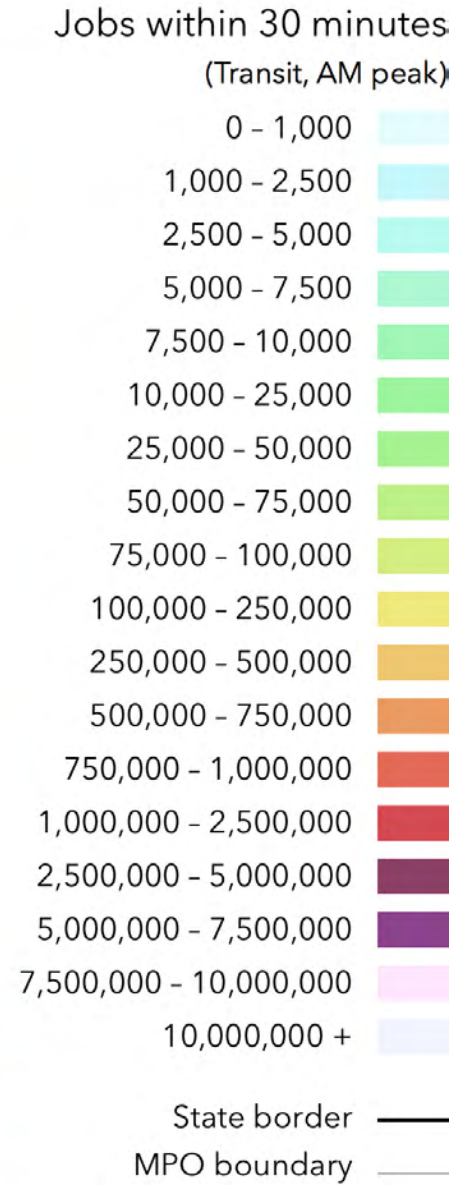 Jobs within 30 minutes
(Transit, AM peak)
0 – 1,000
1,000 – 2,500
2,500 – 5,000
5,000 – 7,500
7,500 – 10,000
10,000 – 25,000
25,000 – 50,000
50,000 – 75,000
75,000 – 100,000
100,000 – 250,000
250,000 – 500,000
500,000 – 750,000
750,000 – 1,000,000
1,000,000 – 2,500,000
2,500,000 – 5,000,000
5,000,000 – 7,500,000
7,500,000 – 10,000,000
10,000,000 +
State border
MPO boundary